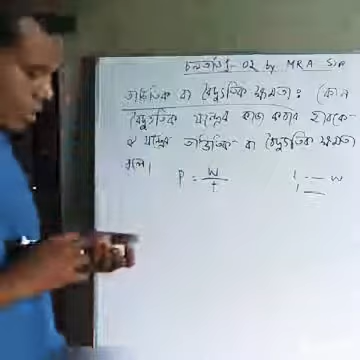 চলতড়িৎ - 02 by MRA Sir
তাড়িতিক বা বৈদ্যুতিক ক্ষমতা : কোন
বৈদ্যুতিক যন্ত্রের কাজ করার হারকে
ঐ যন্ত্রের তাড়িতিক বা বৈদ্যুতিক ক্ষমতা
বলে।
P = W/t